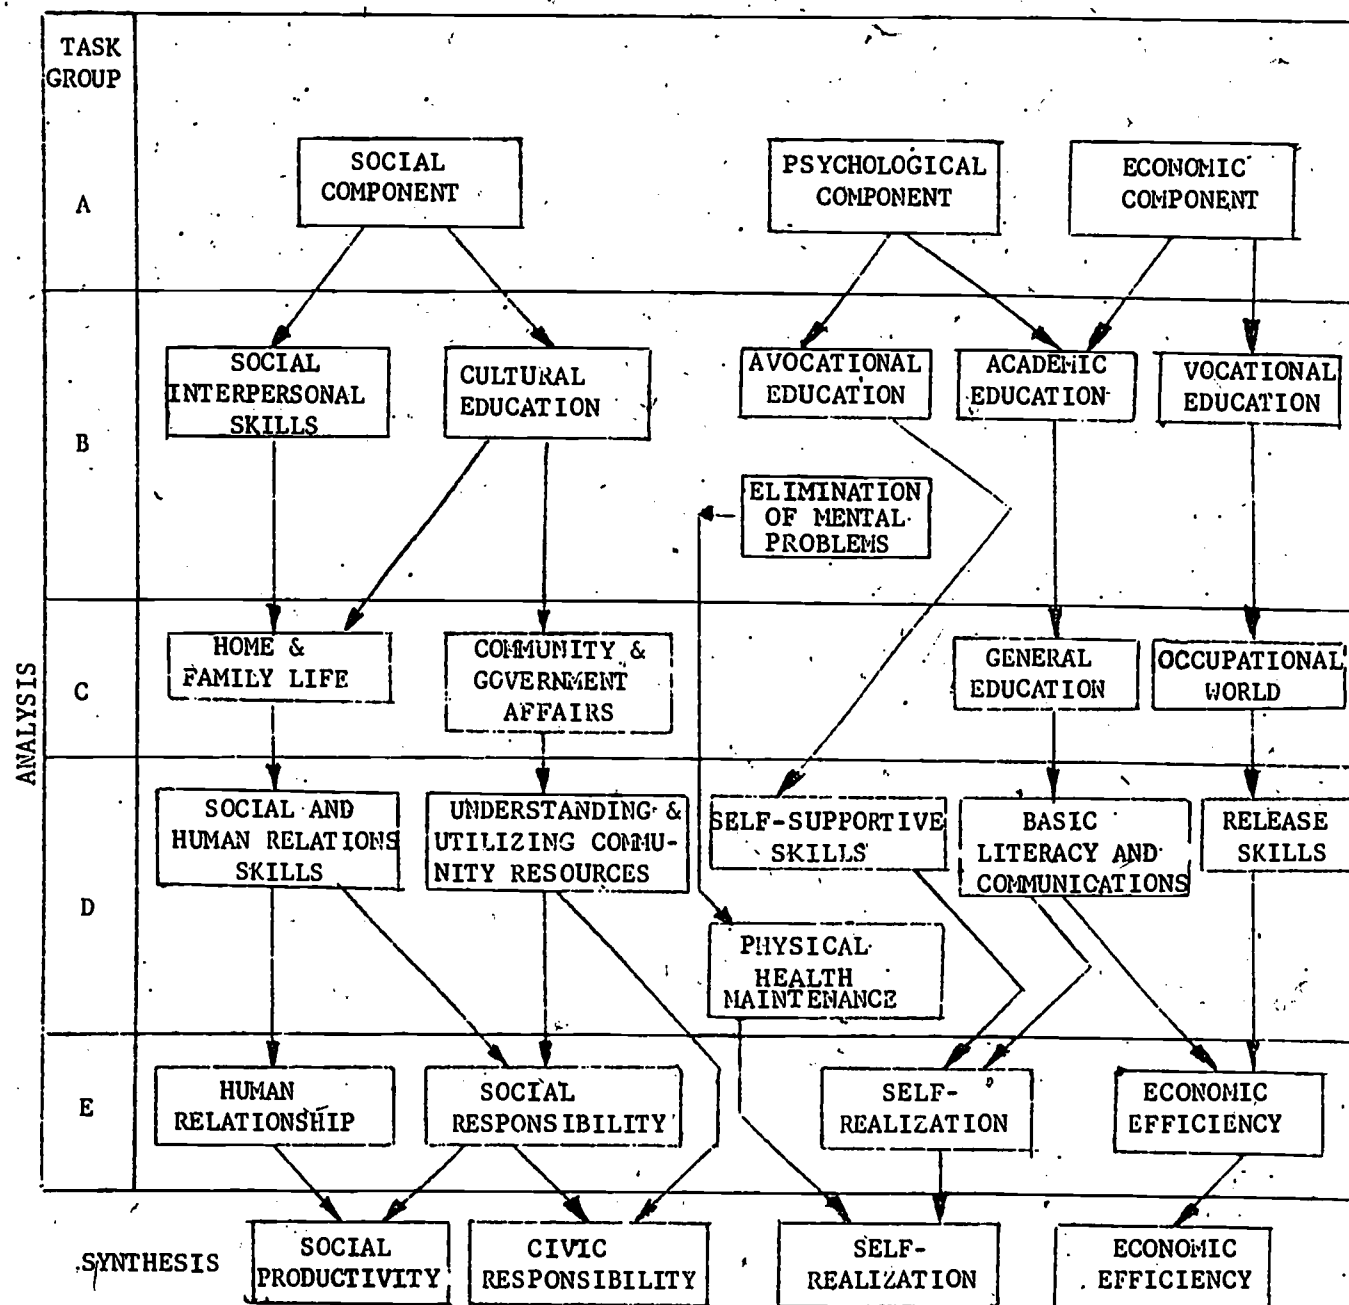 TASK
GROUP
A
SOCIAL
COMPONENT
PSYCHOLOGICAL
COMPONENT
ECONOMIC
COMPONENT
B
SOCIAL
INTERPERSONAL
SKILLS
CULTURAL
EDUCATION
AVOCATIONAL
EDUCATION
ACADEMIC
EDUCATION
VOCATIONAL
EDUCATION
ELIMINATION
OF MENTAL
PROBLEMS
ANALYSIS
C
HOME &
FAMILY LIFE
COMMUNITY &
GOVERNMENT
AFFAIRS
GENERAL
EDUCATION
OCCUPATIONAL
WORLD
D
SOCIAL AND
HUMAN RELATIONS
SKILLS
UNDERSTANDING &
UTILIZING COMMU-
NITY RESOURCES
SELF-SUPPORTIVE
SKILLS
BASIC
LITERACY AND
COMMUNICATIONS
RELEASE
SKILLS
PHYSICAL
HEALTH
MAINTENANCE
E
HUMAN
RELATIONSHIP
SOCIAL
RESPONSIBILITY
SELF-
REALIZATION
ECONOMIC
EFFICIENCY
SYNTHESIS
SOCIAL
PRODUCTIVITY
CIVIC
RESPONSIBILITY
SELF-
REALIZATION
ECONOMIC
EFFICIENCY